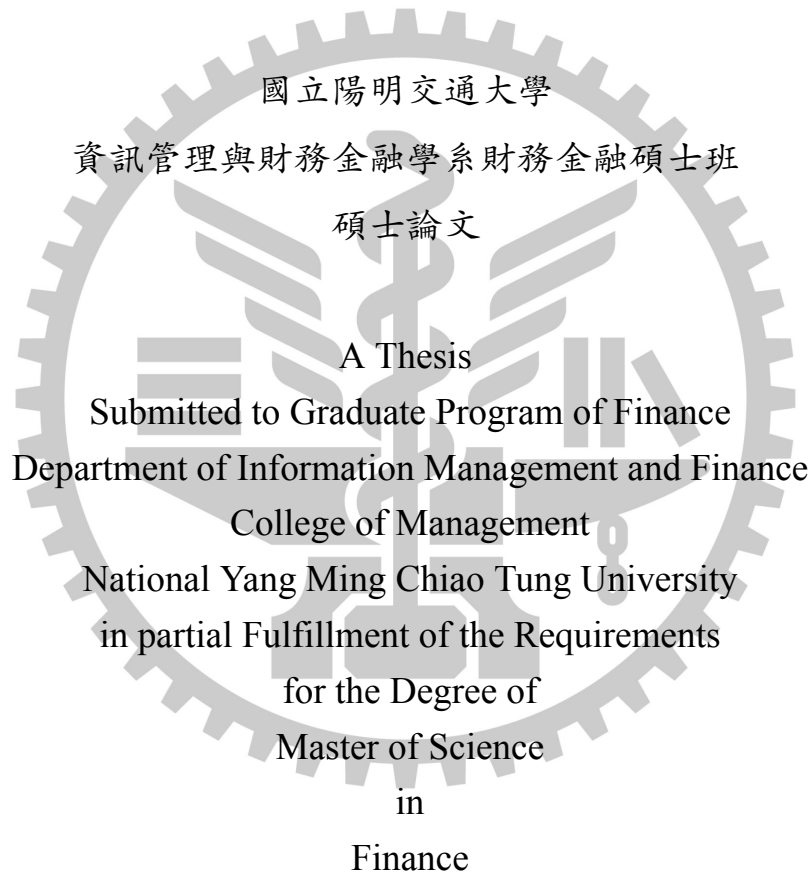 國立陽明交通大學
資訊管理與財務金融學系財務金融碩士班
碩士論文
A Thesis
Submitted to Graduate Program of Finance
Department of Information Management and Finance
College of Management
National Yang Ming Chiao Tung University
in partial Fulfillment of the Requirements
for the Degree of
Master of Science
in
Finance